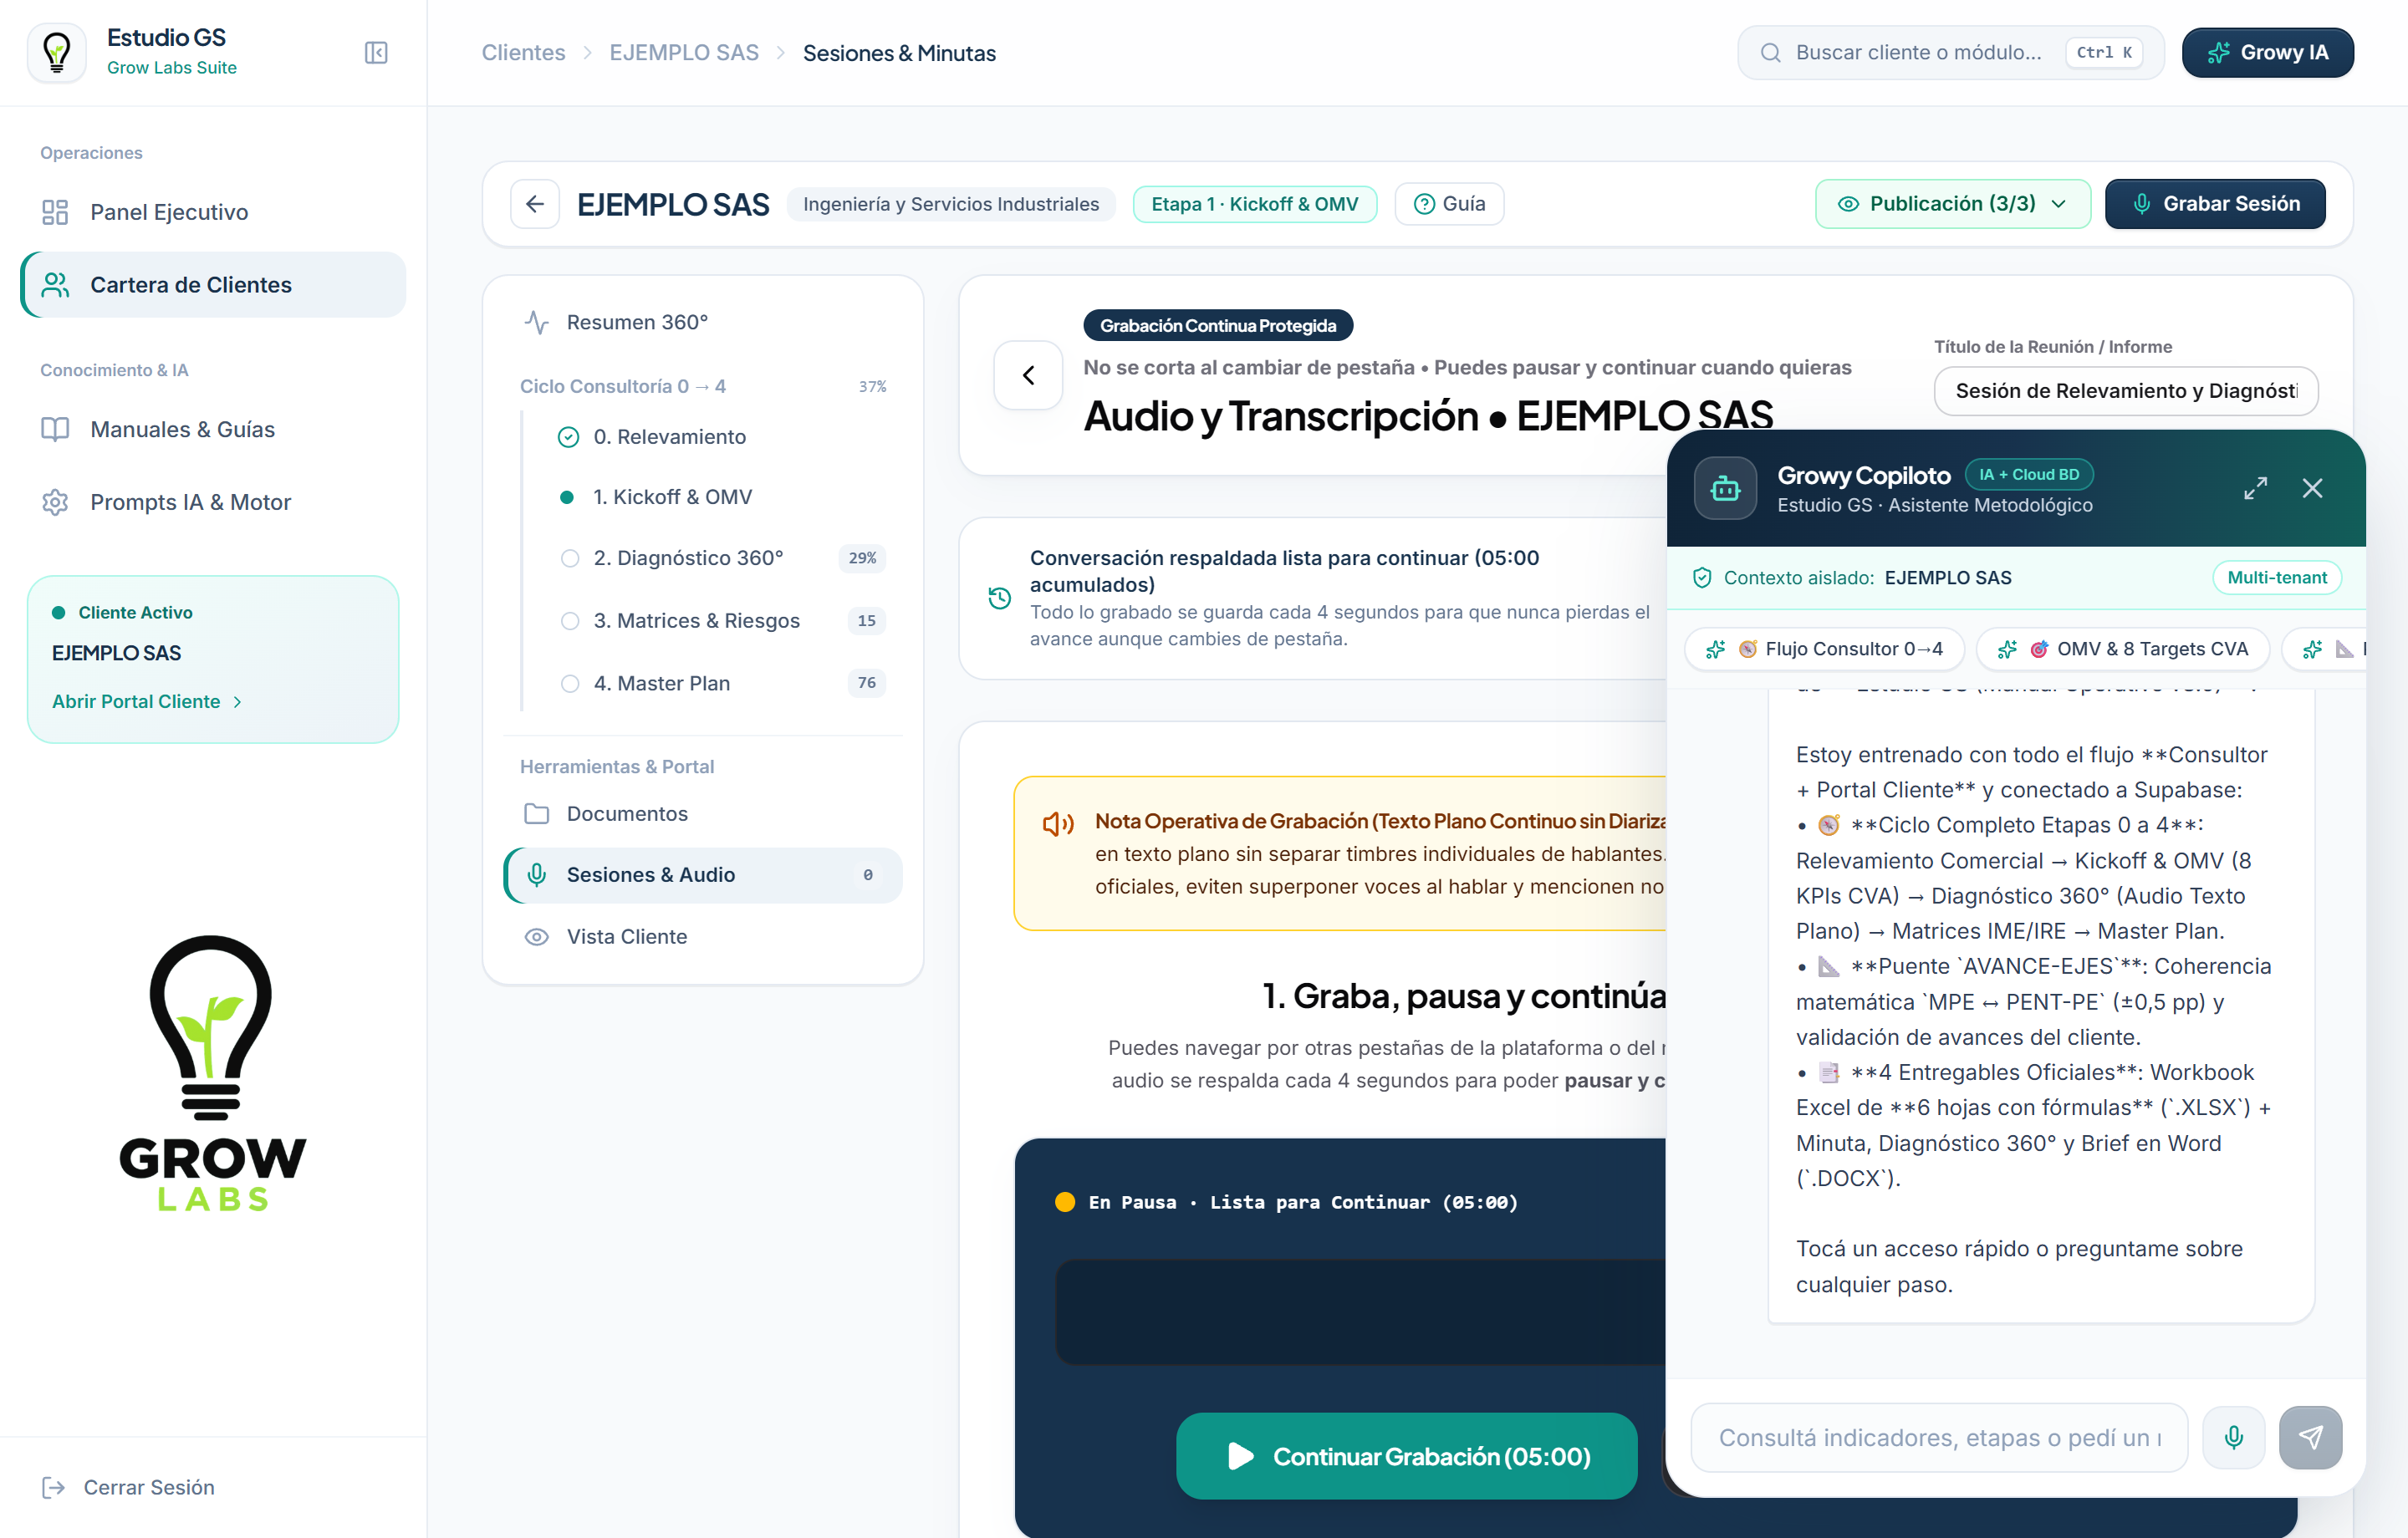 Estudio GS
Grow Labs Suite
Operaciones
Panel Ejecutivo
Cartera de Clientes
Conocimiento & IA
Manuales & Guías
Prompts IA & Motor
Cliente Activo
EJEMPLO SAS
Abrir Portal Cliente
GROW
LABS
Cerrar Sesión
Clientes > EJEMPLO SAS > Sesiones & Minutas
Buscar cliente o módulo... Ctrl K
Growy IA
EJEMPLO SAS Ingeniería y Servicios Industriales Etapa 1 · Kickoff & OMV Guía
Publicación (3/3)
Grabar Sesión
Resumen 360°
Ciclo Consultoría 0 → 4 37%
0. Relevamiento
1. Kickoff & OMV
2. Diagnóstico 360° 29%
3. Matrices & Riesgos 15
4. Master Plan 76
Herramientas & Portal
Documentos
Sesiones & Audio 0
Vista Cliente
Grabación Continua Protegida
No se corta al cambiar de pestaña • Puedes pausar y continuar cuando quieras
Audio y Transcripción • EJEMPLO SAS
Título de la Reunión / Informe
Sesión de Relevamiento y Diagnósti
Conversación respaldada lista para continuar (05:00
acumulados)
Todo lo grabado se guarda cada 4 segundos para que nunca pierdas el
avance aunque cambies de pestaña.
Nota Operativa de Grabación (Texto Plano Continuo sin Diariza
en texto plano sin separar timbres individuales de hablantes.
oficiales, eviten superponer voces al hablar y mencionen no
1. Graba, pausa y continúa
Puedes navegar por otras pestañas de la plataforma o del
audio se respalda cada 4 segundos para poder pausar y c
En Pausa · Lista para Continuar (05:00)
Continuar Grabación (05:00)
Growy Copiloto IA + Cloud BD
Estudio GS · Asistente Metodológico
Contexto aislado: EJEMPLO SAS Multi-tenant
🧭 Flujo Consultor 0→4
🎯 OMV & 8 Targets CVA
📐
Estoy entrenado con todo el flujo **Consultor
+ Portal Cliente** y conectado a Supabase:
• 🧭 **Ciclo Completo Etapas 0 a 4**:
Relevamiento Comercial → Kickoff & OMV (8
KPIs CVA) → Diagnóstico 360° (Audio Texto
Plano) → Matrices IME/IRE → Master Plan.
• 📐 **Puente `AVANCE-EJES`**: Coherencia
matemática `MPE ↔ PENT-PE` (±0,5 pp) y
validación de avances del cliente.
• 📑 **4 Entregables Oficiales**: Workbook
Excel de **6 hojas con fórmulas** (`.XLSX`) +
Minuta, Diagnóstico 360° y Brief en Word
(`.DOCX`).
Tocá un acceso rápido o preguntame sobre
cualquier paso.
Consultá indicadores, etapas o pedí un